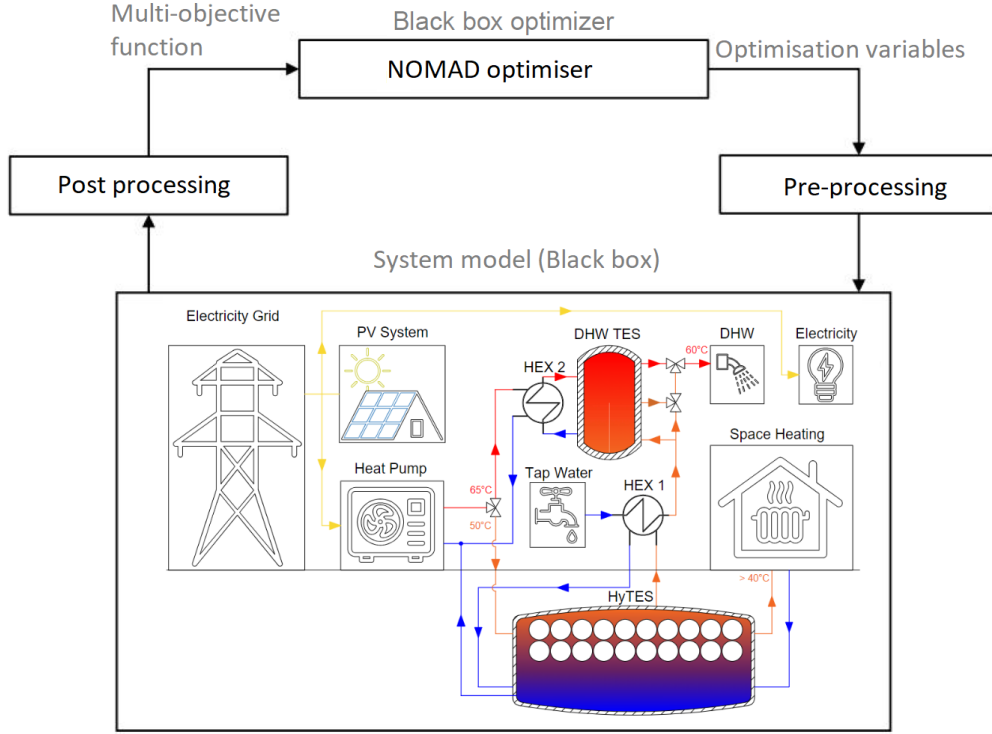 Multi-objective
function
Black box optimizer
NOMAD optimiser
Optimisation variables
Post processing
Pre-processing
System model (Black box)
Electricity Grid
PV System
DHW TES
DHW
Electricity
HEX 2
60°C
Heat Pump
65°C
50°C
Tap Water
HEX 1
Space Heating
> 40°C
HyTES